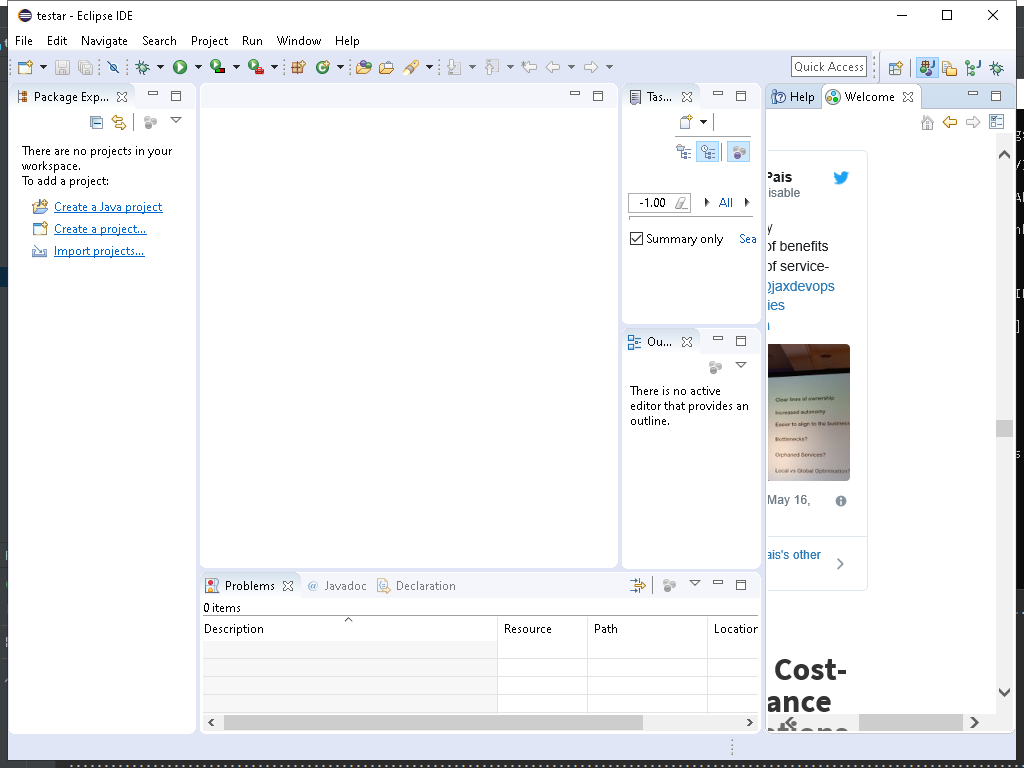 testar - Eclipse IDE
File Edit Navigate Search Project Run Window Help
Quick Access
Package Exp...
There are no projects in your
workspace.
To add a project:
Create a Java project
Create a project...
Import projects...
Tas...
-1.00 All
Summary only Sea
Ou...
There is no active
editor that provides an
outline.
Help Welcome
Pais
isable
y
of benefits
of service-
jaxdevops
ies
Clear lines of ownership
Increased autonomy
Easier to align to the business
Bottlenecks?
Orphaned Services?
Local vs Global Optimisation?
May 16,
ais's other
Cost-
ance
Problems @ Javadoc Declaration
0 items
Description Resource Path Location